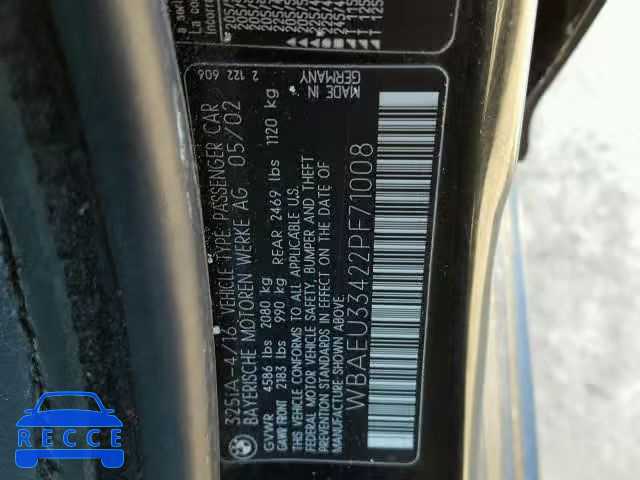 325IA-4/16 VEHICLE TYPE: PASSENGER CAR
BAYERISCHE MOTOREN WERKE AG 05/02
GVWR 4586 lbs 2080 kg
GAWR FRONT 2183 lbs 990 kg REAR 2469 lbs 1120 kg
THIS VEHICLE CONFORMS TO ALL APPLICABLE U.S.
FEDERAL MOTOR VEHICLE SAFETY, BUMPER AND THEFT
PREVENTION STANDARDS IN EFFECT ON THE DATE OF
MANUFACTURE SHOWN ABOVE.
WBAEU33422PF71008
2 122 606
MADE IN
GERMANY
RECCE